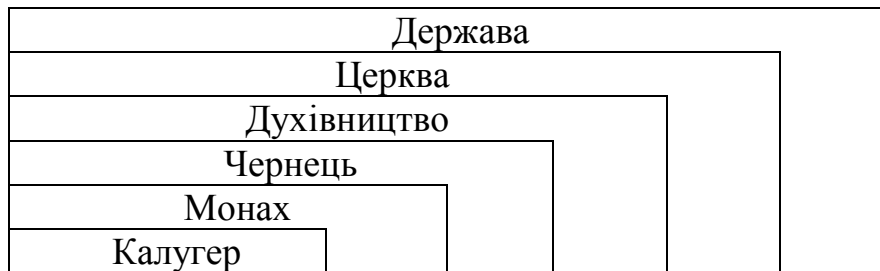 Держава
Церква
Духівництво
Чернець
Монах
Калугер